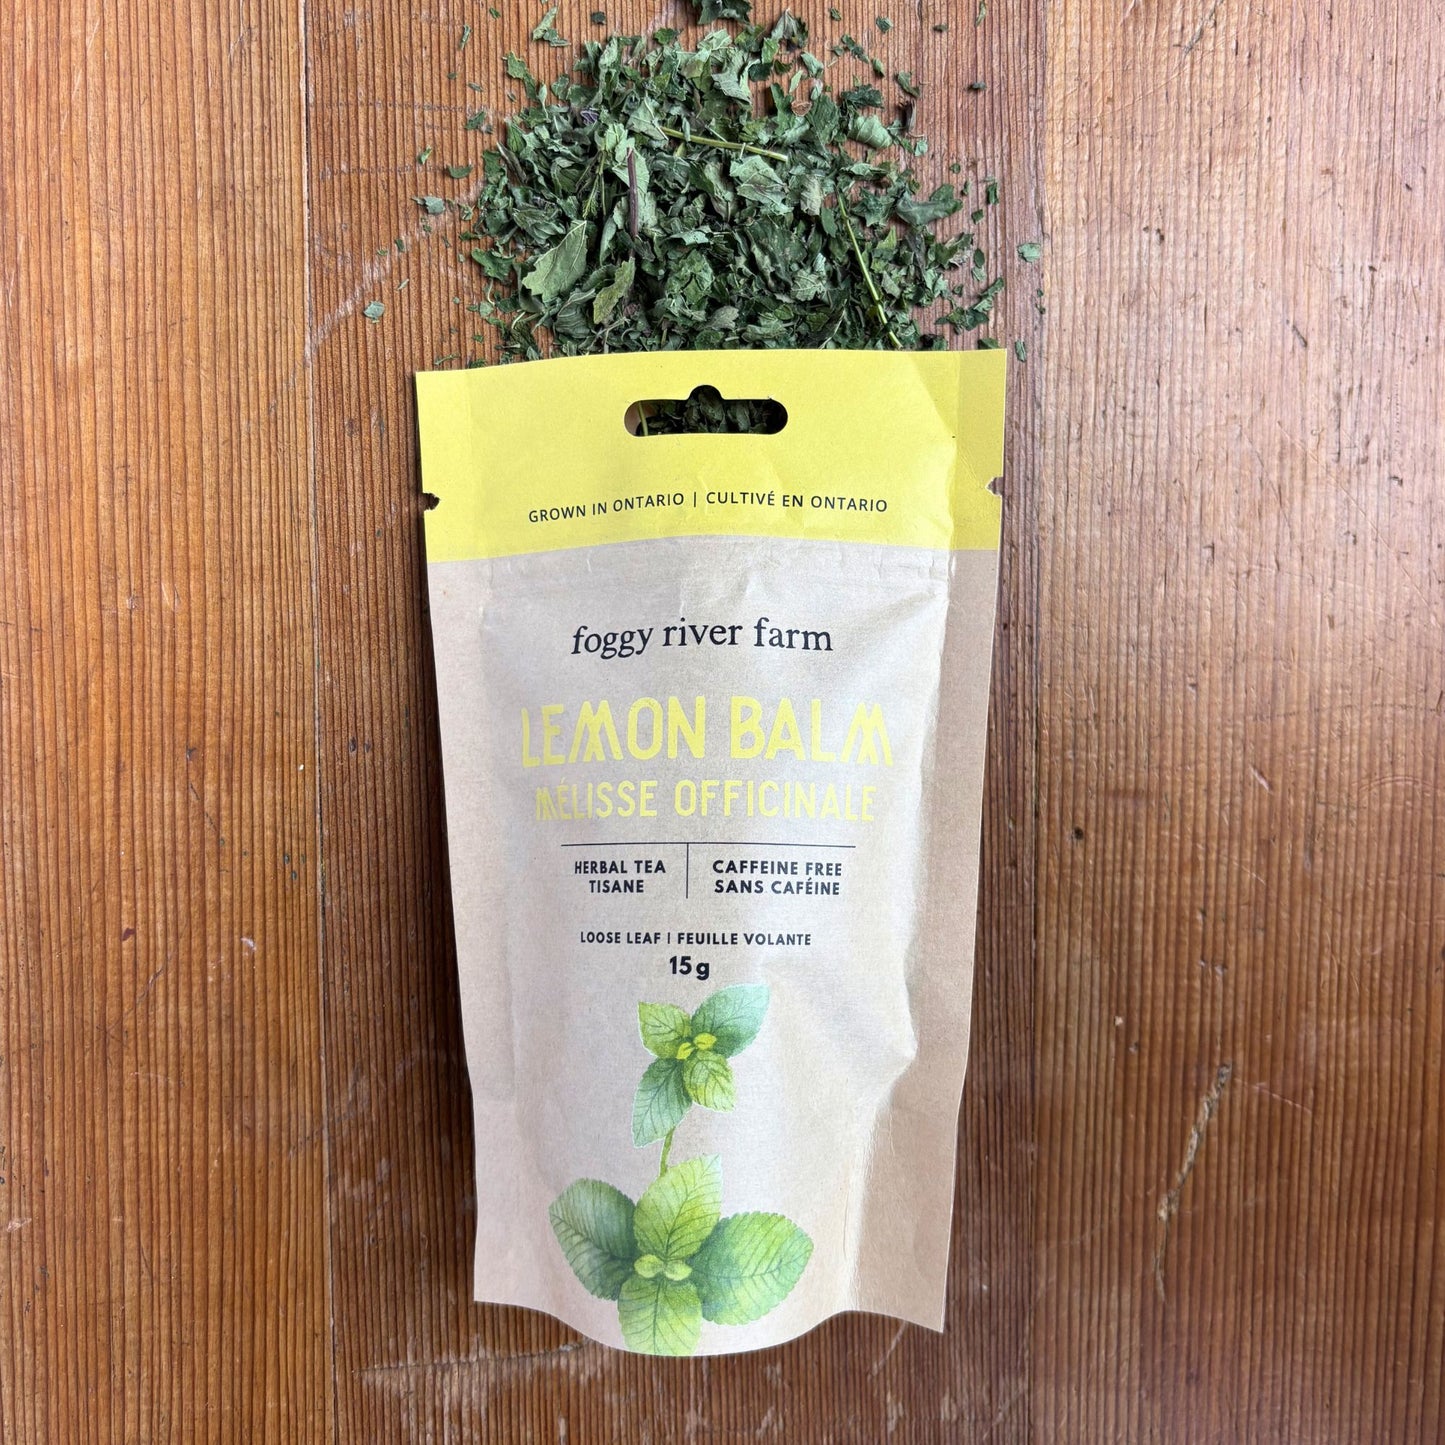 GROWN IN ONTARIO | CULTIVÉ EN ONTARIO
foggy river farm
LEMON BALM
MÉLISSE OFFICINALE
HERBAL TEA
TISANE
CAFFEINE FREE
SANS CAFÉINE
LOOSE LEAF | FEUILLE VOLANTE
15g